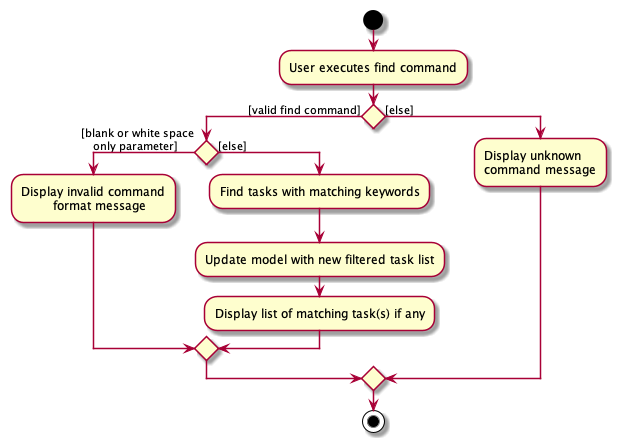 User executes find command
[valid find command]
[else]
[blank or white space
only parameter]
[else]
Display unknown
command message
Display invalid command
format message
Find tasks with matching keywords
Update model with new filtered task list
Display list of matching task(s) if any